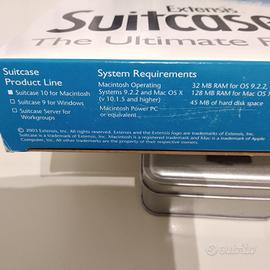 Extensis
Suitcase
The Ultimate F
Suitcase
Product Line
Suitcase 10 for Macintosh
Suitcase 9 for Windows
Suitcase Server for
Workgroups
System Requirements
Macintosh Operating
Systems 9.2.2 and Mac OS X
(v 10.1.5 and higher)
Macintosh Power PC
or equivalent
32 MB RAM for OS 9.2.2,
128 MB RAM for Mac OS
45 MB of hard disk space
© 2003 Extensis, Inc. All rights reserved. Extensis and the Extensis logo are trademarks of Extensis, Inc.
Suitcase is a trademark of Extensis, Inc. Macintosh is a registered trademark and Mac is a trademark of Apple
Computer, Inc. All other trademarks are the property of their respective owners.
subito